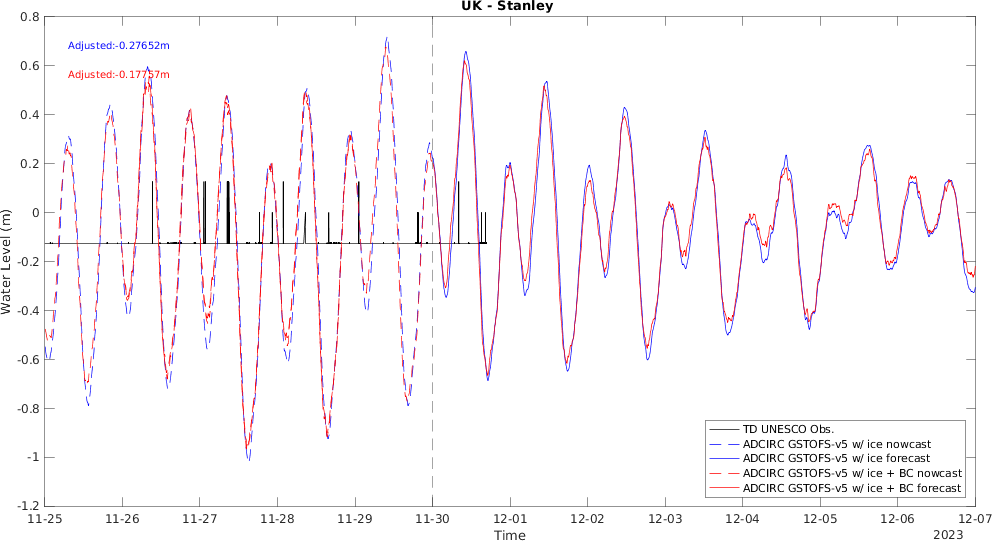 UK - Stanley
Adjusted:-0.27652m
Adjusted:-0.17757m
Water Level (m)
0.8
0.6
0.4
0.2
0
-0.2
-0.4
-0.6
-0.8
-1
-1.2
TD UNESCO Obs.
ADCIRC GSTOFS-v5 w/ ice nowcast
ADCIRC GSTOFS-v5 w/ ice forecast
ADCIRC GSTOFS-v5 w/ ice + BC nowcast
ADCIRC GSTOFS-v5 w/ ice + BC forecast
11-25 11-26 11-27 11-28 11-29 11-30 12-01 12-02 12-03 12-04 12-05 12-06 12-07
Time
2023